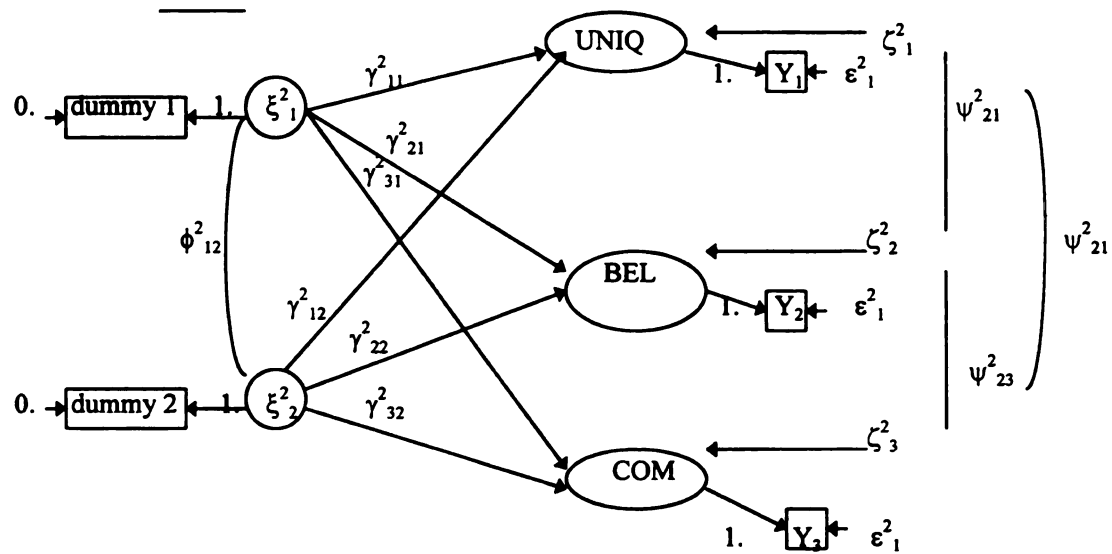 UNIQ
ζ²₁
γ²₁₁
1. Y₁ ε²₁
0. dummy 1 1. ξ²₁
ψ²₂₁
γ²₂₁
γ²₃₁
φ²₁₂
ζ²₂
ψ²₂₁
BEL
γ²₁₂
1. Y₂ ε²₁
γ²₂₂
ψ²₂₃
0. dummy 2 1. ξ²₂
γ²₃₂
ζ²₃
COM
1. Y₃ ε²₁